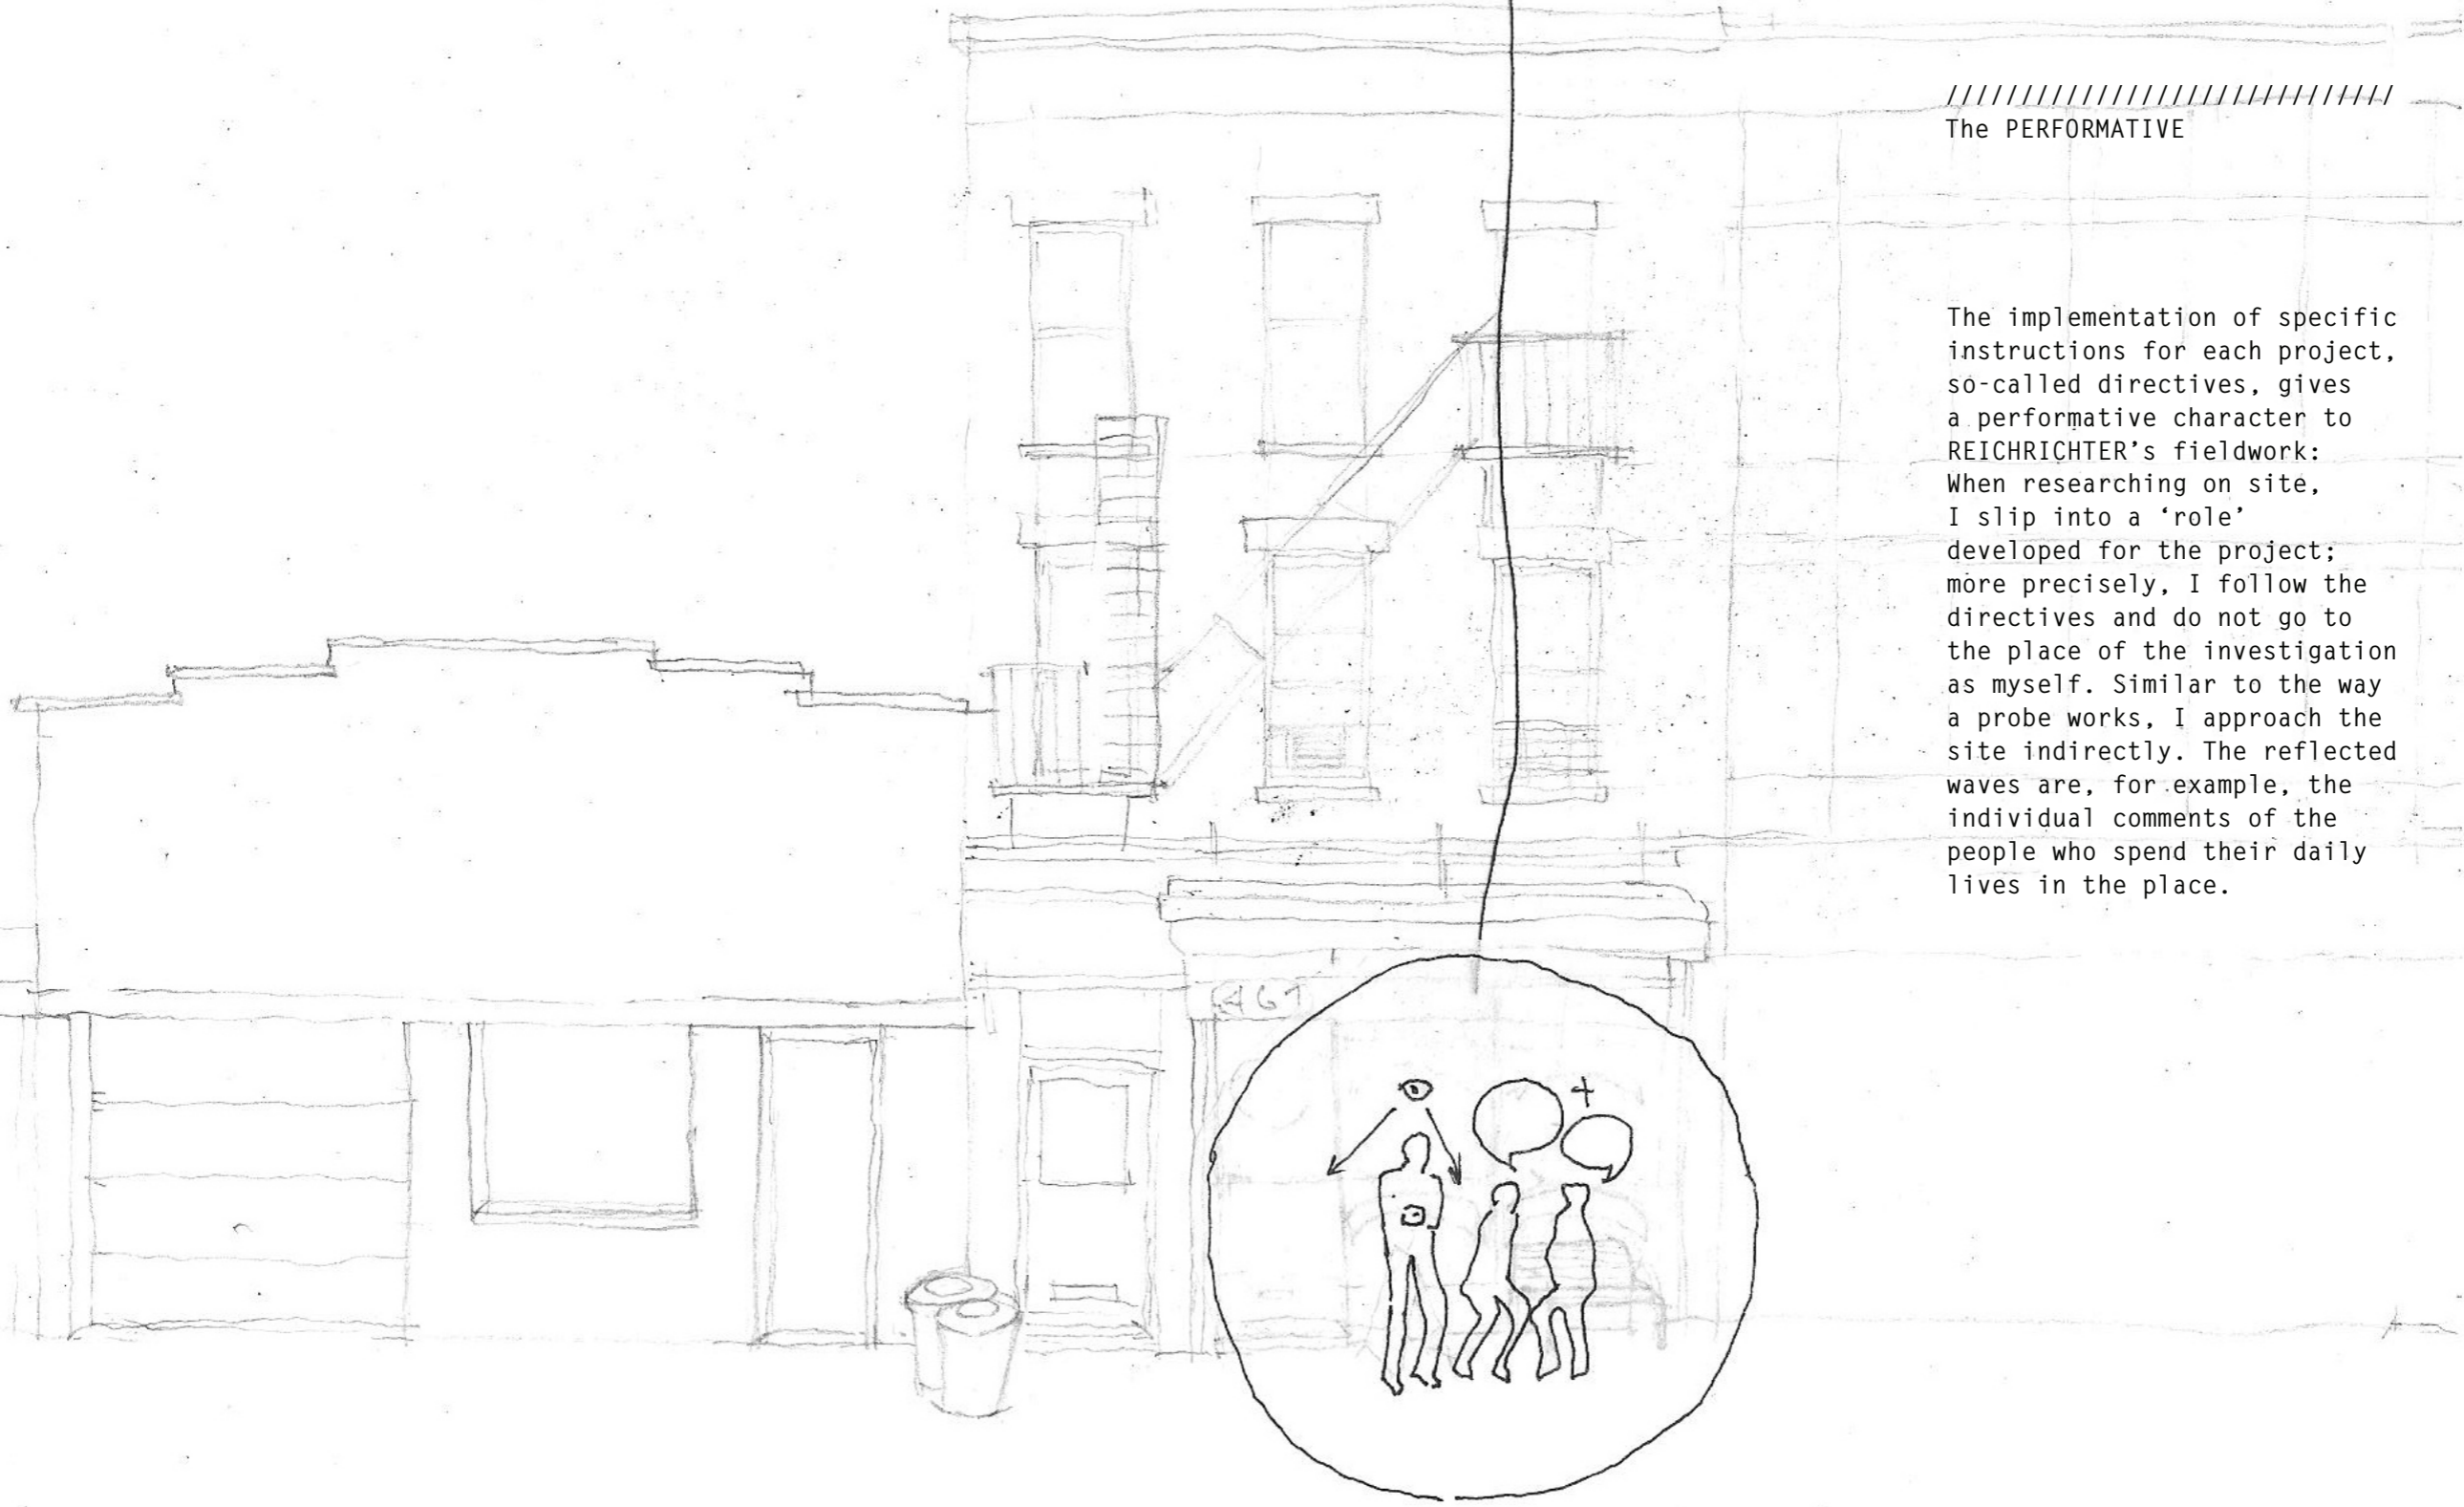 //////////////////////////////
The PERFORMATIVE
The implementation of specific
instructions for each project,
so-called directives, gives
a performative character to
REICHRICHTER’s fieldwork:
When researching on site,
I slip into a ‘role’
developed for the project;
more precisely, I follow the
directives and do not go to
the place of the investigation
as myself. Similar to the way
a probe works, I approach the
site indirectly. The reflected
waves are, for example, the
individual comments of the
people who spend their daily
lives in the place.